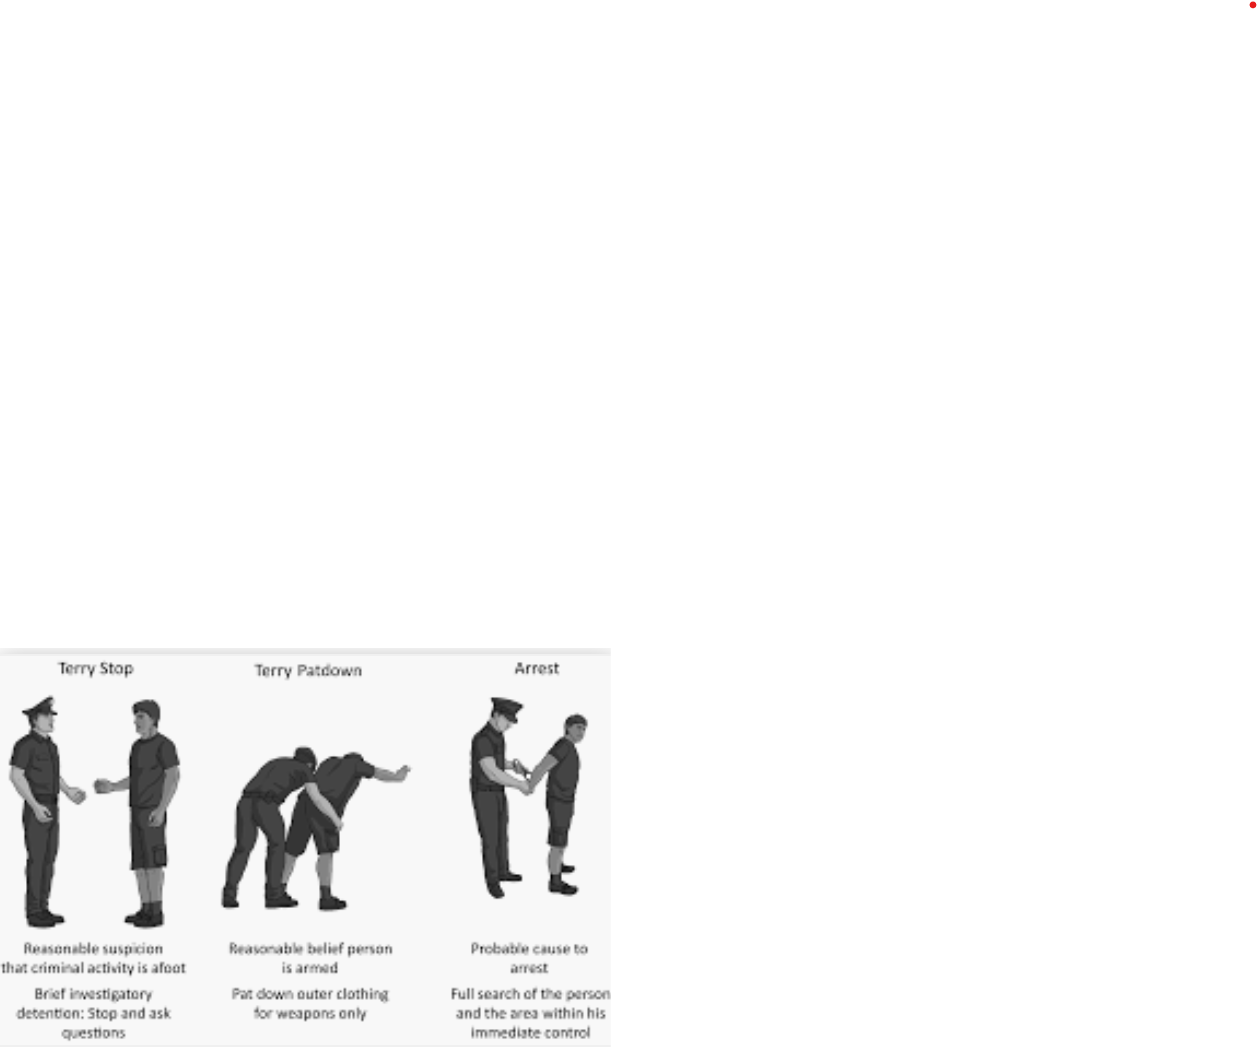 Terry Stop
Reasonable suspicion
that criminal activity is afoot
Brief investigatory
detention: Stop and ask
questions
Terry Patdown
Reasonable belief person
is armed
Pat down outer clothing
for weapons only
Arrest
Probable cause to
arrest
Full search of the person
and the area within his
immediate control